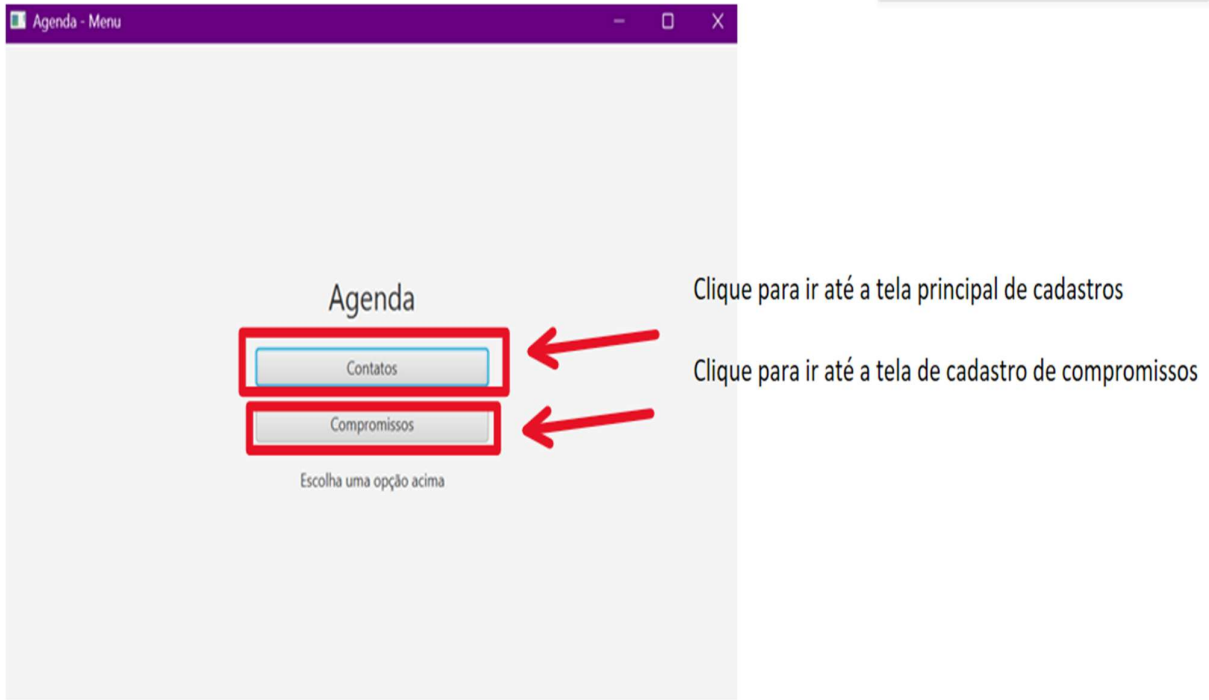 Agenda - Menu
Agenda
Clique para ir até a tela principal de cadastros
Contatos
Clique para ir até a tela de cadastro de compromissos
Compromissos
Escolha uma opção acima